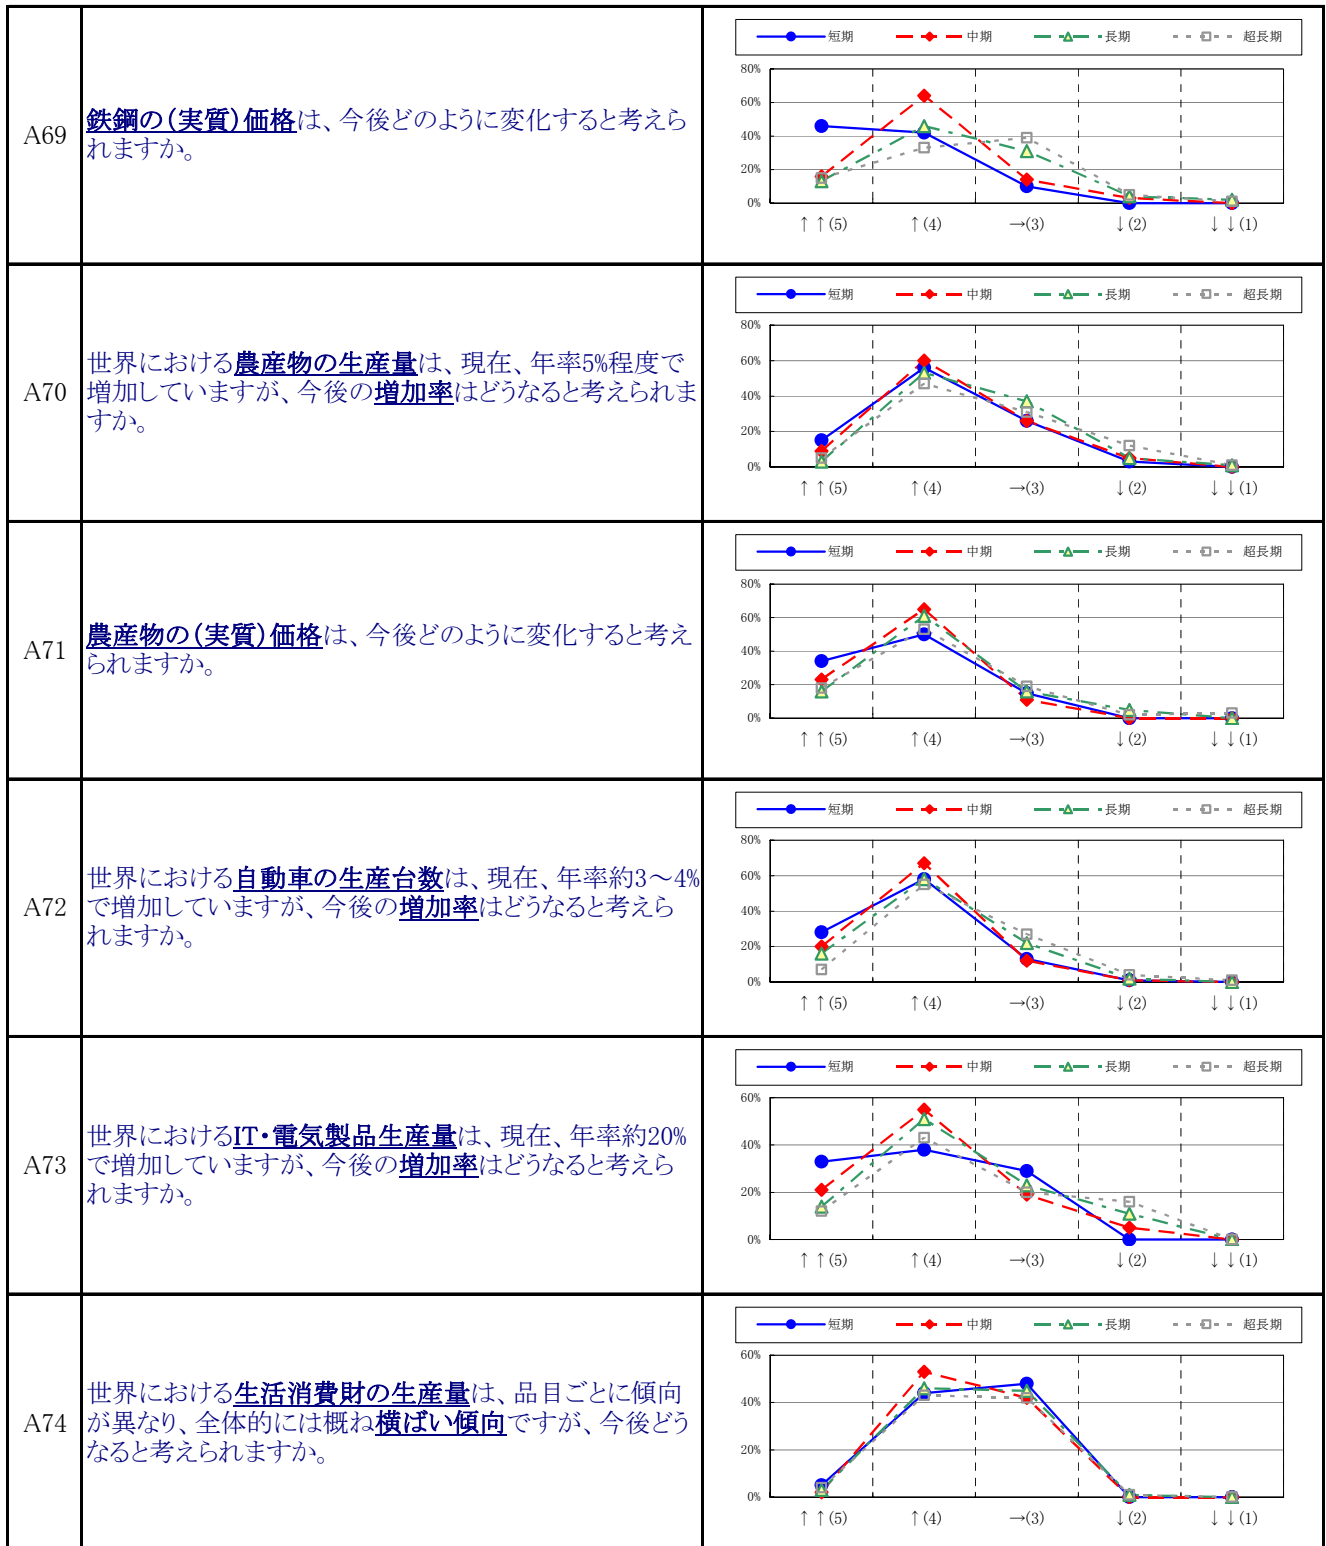 短期 中期 長期 超長期
80%
60%
40%
20%
0%
↑↑(5) ↑(4) →(3) ↓(2) ↓↓(1)
A69
鉄鋼の(実質)価格は、今後どのように変化すると考えら
れますか。
短期 中期 長期 超長期
80%
60%
40%
20%
0%
↑↑(5) ↑(4) →(3) ↓(2) ↓↓(1)
A70
世界における農産物の生産量は、現在、年率5%程度で
増加していますが、今後の増加率はどうなると考えられま
すか。
短期 中期 長期 超長期
80%
60%
40%
20%
0%
↑↑(5) ↑(4) →(3) ↓(2) ↓↓(1)
A71
農産物の(実質)価格は、今後どのように変化すると考え
られますか。
短期 中期 長期 超長期
80%
60%
40%
20%
0%
↑↑(5) ↑(4) →(3) ↓(2) ↓↓(1)
A72
世界における自動車の生産台数は、現在、年率約3～4%
で増加していますが、今後の増加率はどうなると考えら
れますか。
短期 中期 長期 超長期
60%
40%
20%
0%
↑↑(5) ↑(4) →(3) ↓(2) ↓↓(1)
A73
世界におけるIT・電気製品生産量は、現在、年率約20%
で増加していますが、今後の増加率はどうなると考えら
れますか。
短期 中期 長期 超長期
60%
40%
20%
0%
↑↑(5) ↑(4) →(3) ↓(2) ↓↓(1)
A74
世界における生活消費財の生産量は、品目ごとに傾向
が異なり、全体的には概ね横ばい傾向ですが、今後どう
なると考えられますか。